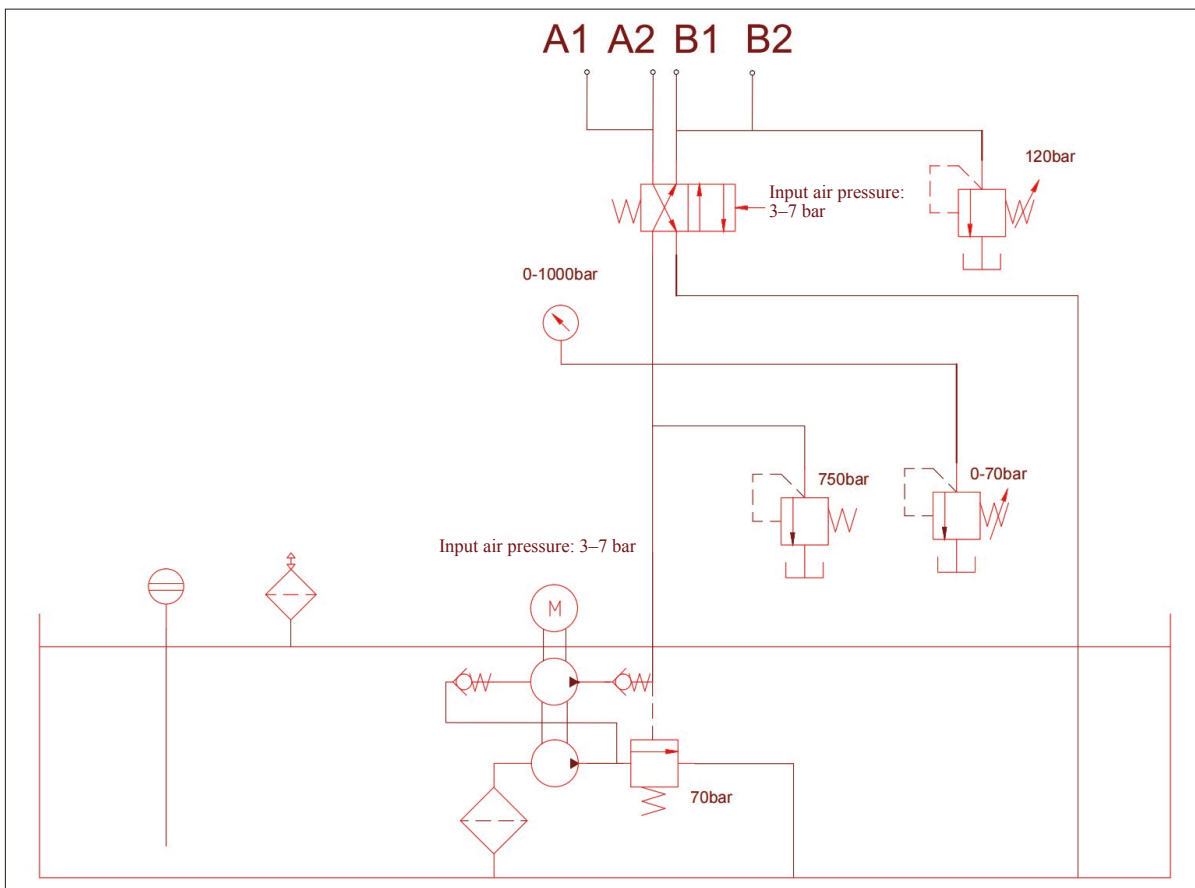 A1 A2 B1 B2
120bar
Input air pressure:
3–7 bar
0-1000bar
750bar
0-70bar
Input air pressure: 3–7 bar
M
70bar